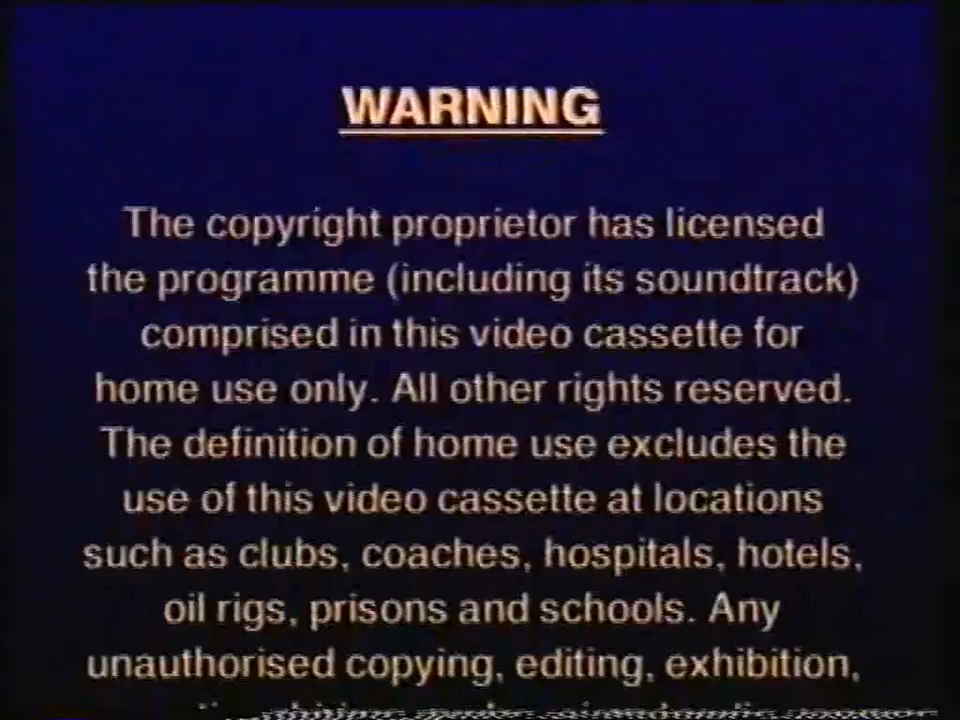 WARNING
The copyright proprietor has licensed
the programme (including its soundtrack)
comprised in this video cassette for
home use only. All other rights reserved.
The definition of home use excludes the
use of this video cassette at locations
such as clubs, coaches, hospitals, hotels,
oil rigs, prisons and schools. Any
unauthorised copying, editing, exhibition,